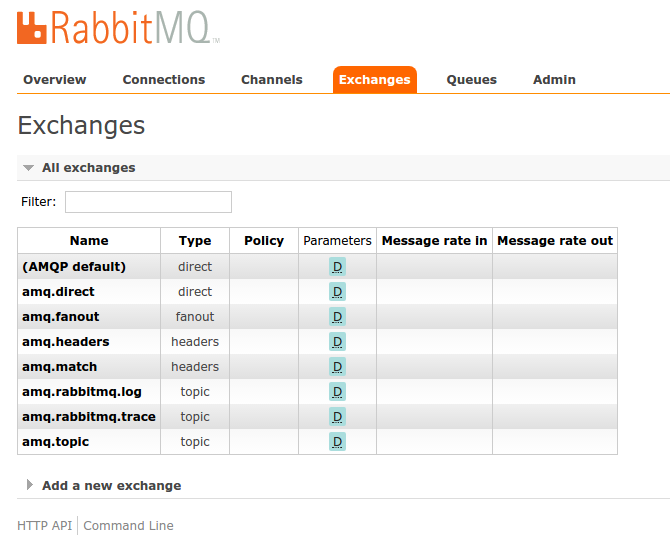 RabbitMQ™
Overview Connections Channels Exchanges Queues Admin
Exchanges
All exchanges
Filter:
Name Type Policy Parameters Message rate in Message rate out
(AMQP default) direct D
amq.direct direct D
amq.fanout fanout D
amq.headers headers D
amq.match headers D
amq.rabbitmq.log topic D
amq.rabbitmq.trace topic D
amq.topic topic D
Add a new exchange
HTTP API Command Line